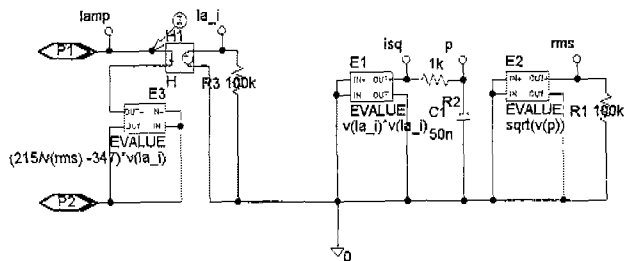 lamp
la_i
P1
H1
H
R3 100k
E3
OUT+ IN+
OUT- IN-
EVALUE
(215/v(rms) -347)*v(la_i)
P2
isq
p
rms
E1
IN+ OUT+
IN- OUT-
EVALUE
v(la_i)*v(la_i)
1k
R2
C1
50n
E2
IN+ OUT+
IN- OUT-
EVALUE
sqrt(v(p))
R1 100k
0